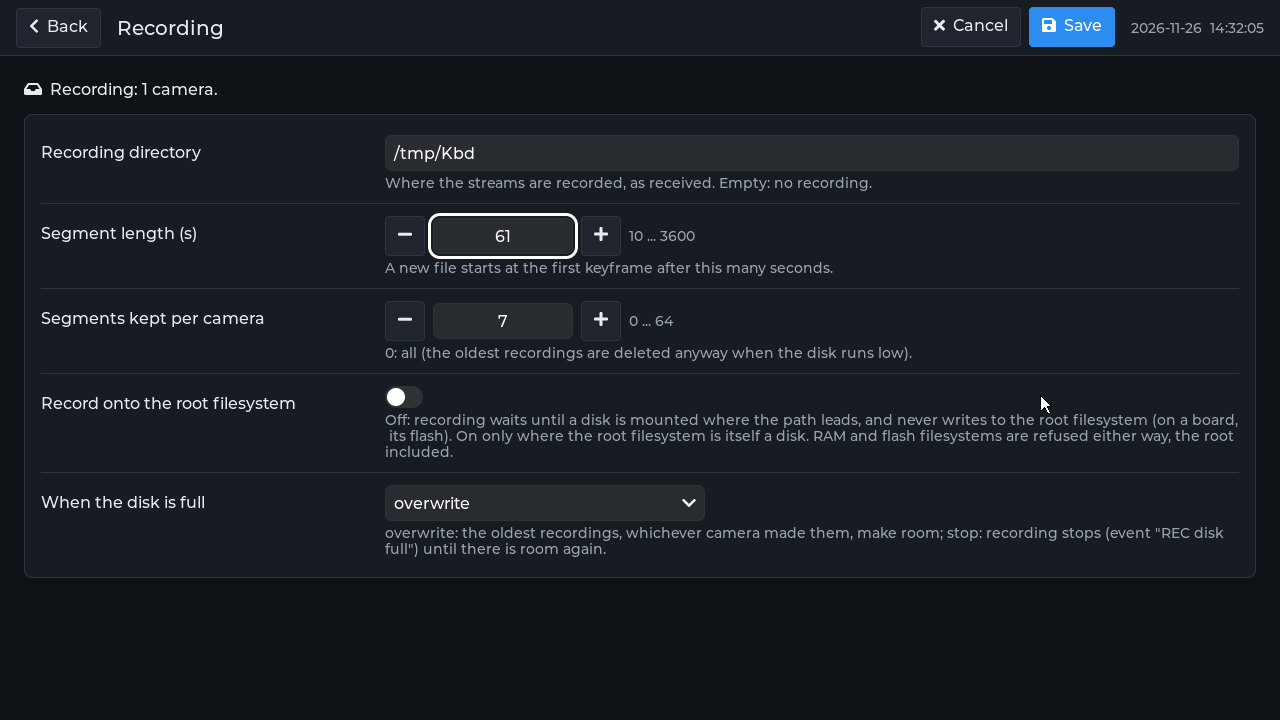 Back
Recording
Cancel
Save
2026-11-26 14:32:05
Recording: 1 camera.
Recording directory
/tmp/Kbd
Where the streams are recorded, as received. Empty: no recording.
Segment length (s)
61
10 ... 3600
A new file starts at the first keyframe after this many seconds.
Segments kept per camera
7
0 ... 64
0: all (the oldest recordings are deleted anyway when the disk runs low).
Record onto the root filesystem
Off: recording waits until a disk is mounted where the path leads, and never writes to the root filesystem (on a board,
its flash). On only where the root filesystem is itself a disk. RAM and flash filesystems are refused either way, the root
included.
When the disk is full
overwrite
overwrite: the oldest recordings, whichever camera made them, make room; stop: recording stops (event "REC disk
full") until there is room again.